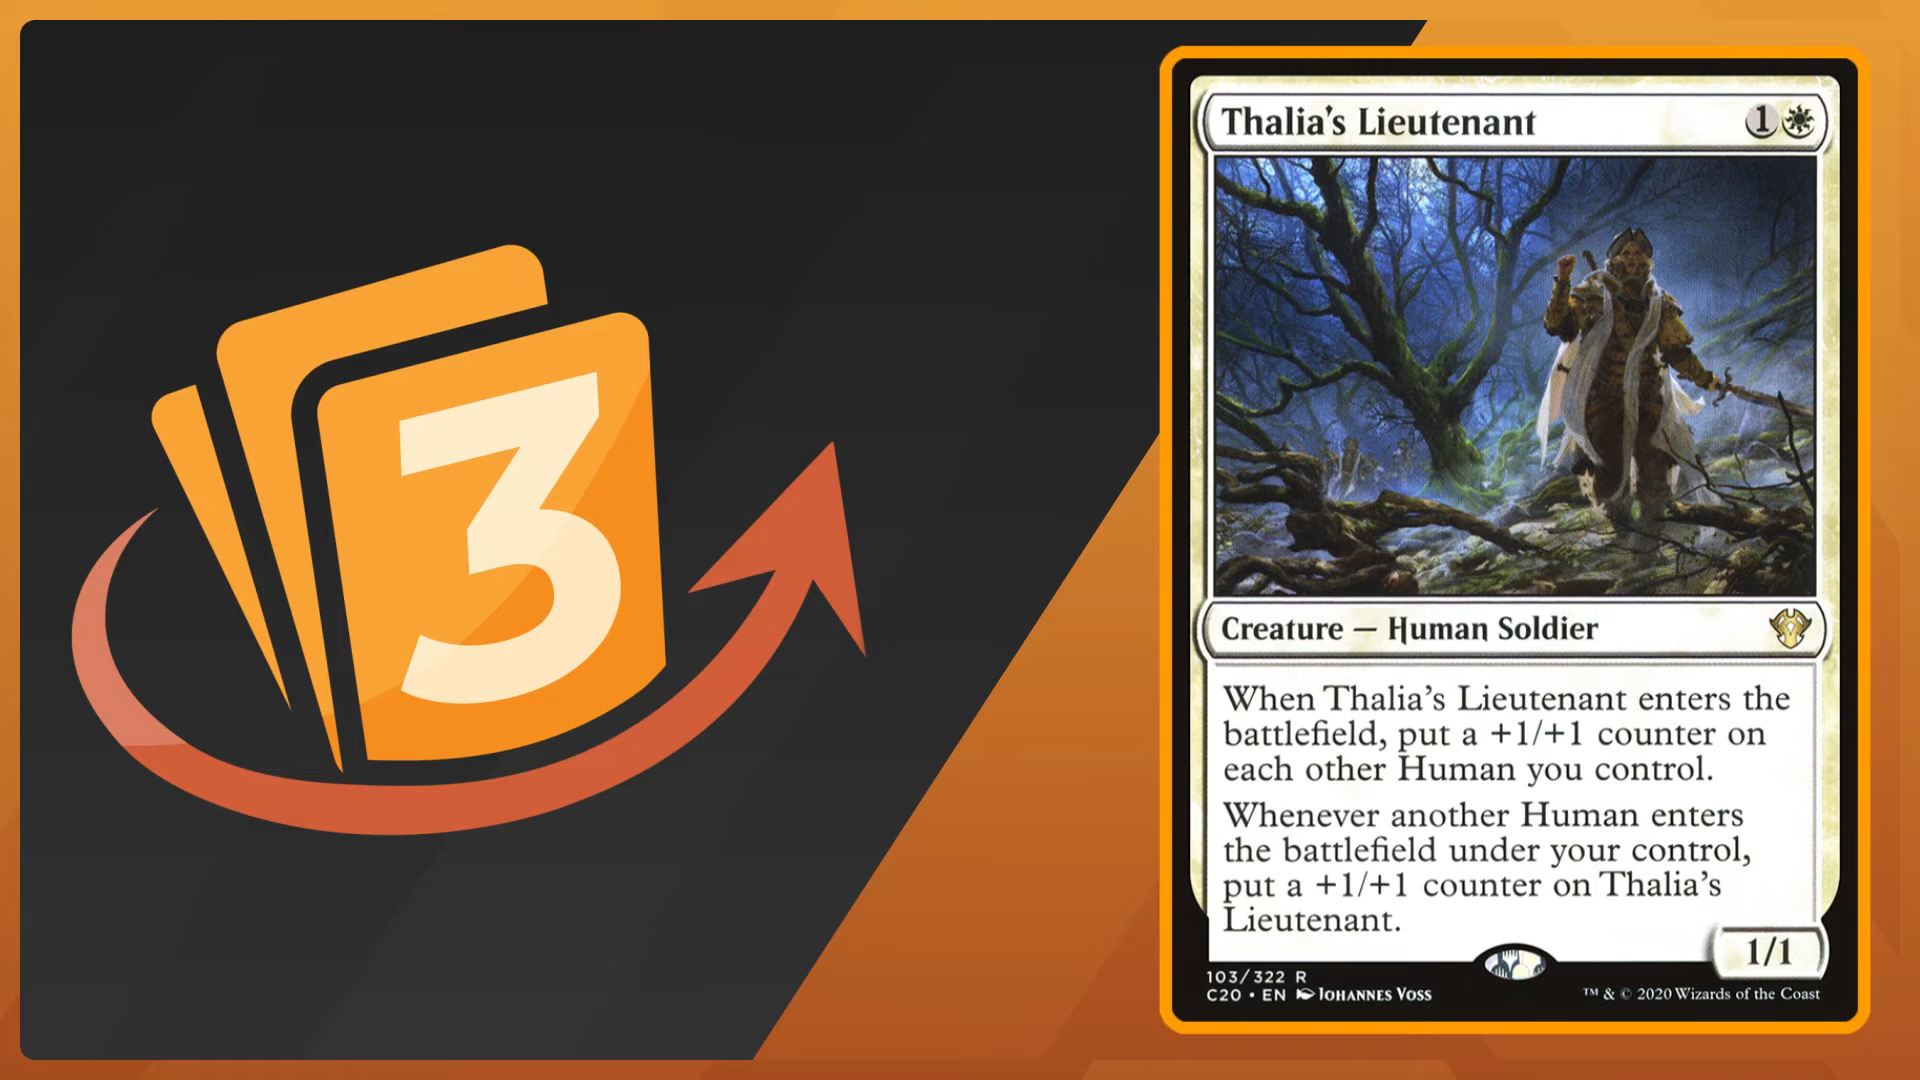 3
Thalia's Lieutenant 1
Creature — Human Soldier
When Thalia's Lieutenant enters the
battlefield, put a +1/+1 counter on
each other Human you control.
Whenever another Human enters
the battlefield under your control,
put a +1/+1 counter on Thalia's
Lieutenant.
1/1
103/322 R
C20 • EN Johannes Voss
™ & © 2020 Wizards of the Coast